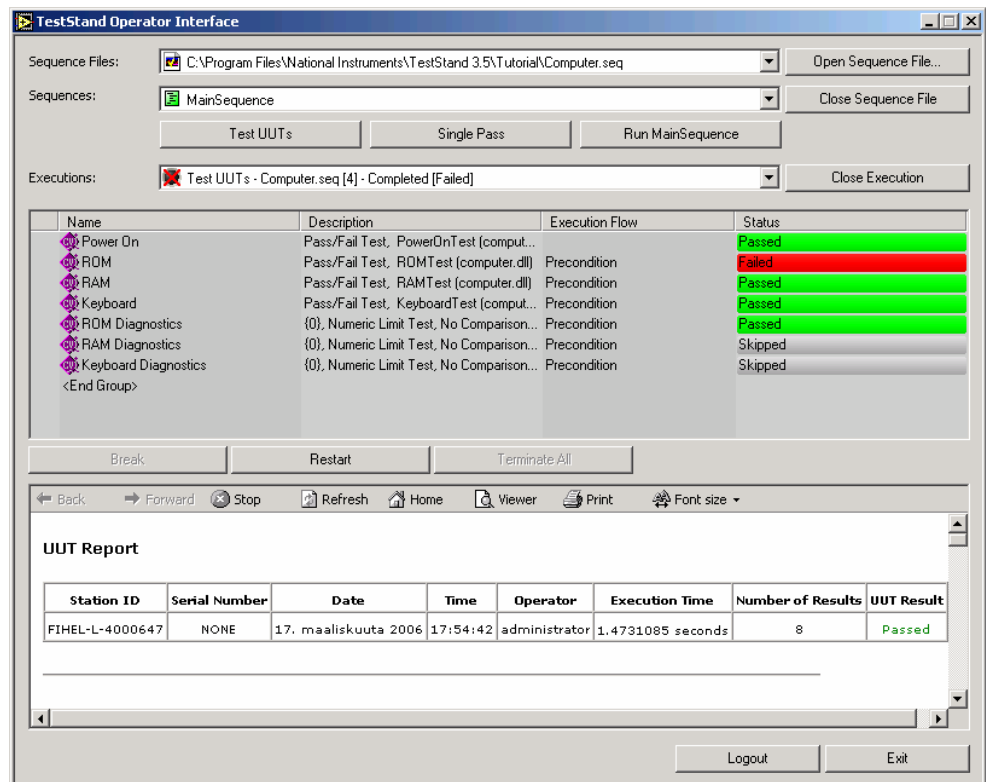 TestStand Operator Interface
Sequence Files: C:\Program Files\National Instruments\TestStand 3.5\Tutorial\Computer.seq Open Sequence File...
Sequences: MainSequence Close Sequence File
Test UUTs Single Pass Run MainSequence
Executions: Test UUTs - Computer.seq [4] - Completed [Failed] Close Execution
Name Description Execution Flow Status
Power On Pass/Fail Test, PowerOnTest (comput... Passed
ROM Pass/Fail Test, ROMTest (computer.dll) Precondition Failed
RAM Pass/Fail Test, RAMTest (computer.dll) Precondition Passed
Keyboard Pass/Fail Test, KeyboardTest (comput... Precondition Passed
ROM Diagnostics {0}, Numeric Limit Test, No Comparison... Precondition Passed
RAM Diagnostics {0}, Numeric Limit Test, No Comparison... Precondition Skipped
Keyboard Diagnostics {0}, Numeric Limit Test, No Comparison... Precondition Skipped
<End Group>
Break Restart Terminate All
Back Forward Stop Refresh Home Viewer Print Font size
UUT Report
Station ID Serial Number Date Time Operator Execution Time Number of Results UUT Result
FIHEL-L-4000647 NONE 17. maaliskuuta 2006 17:54:42 administrator 1.4731085 seconds 8 Passed
Logout Exit